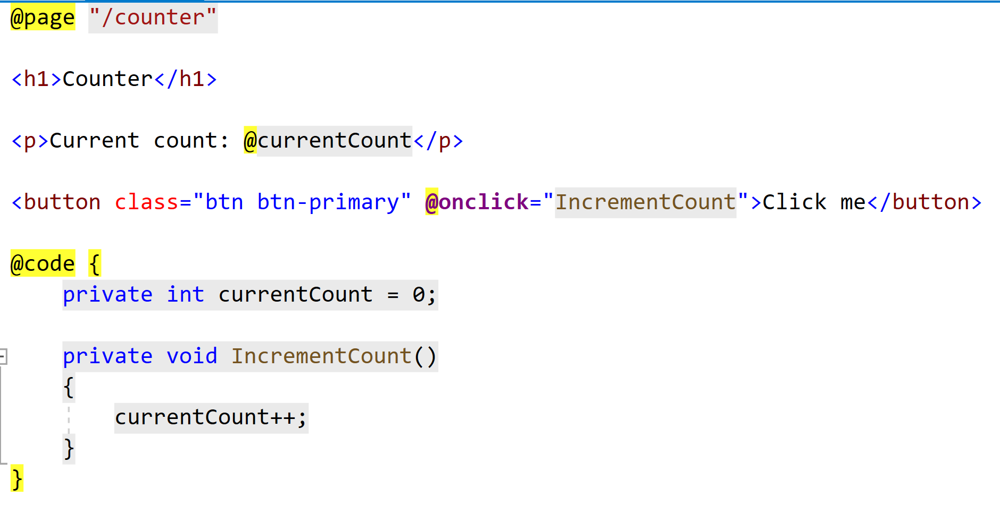 @page "/counter"
<h1>Counter</h1>
<p>Current count: @currentCount</p>
<button class="btn btn-primary" @onclick="IncrementCount">Click me</button>
@code {
    private int currentCount = 0;
    private void IncrementCount()
    {
        currentCount++;
    }
}